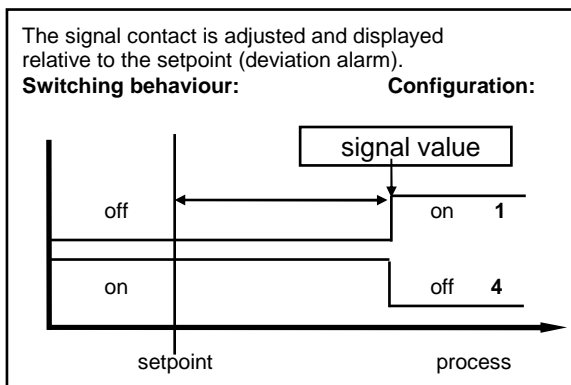 The signal contact is adjusted and displayed
relative to the setpoint (deviation alarm).
Switching behaviour: Configuration:
signal value
off on 1
on off 4
setpoint process